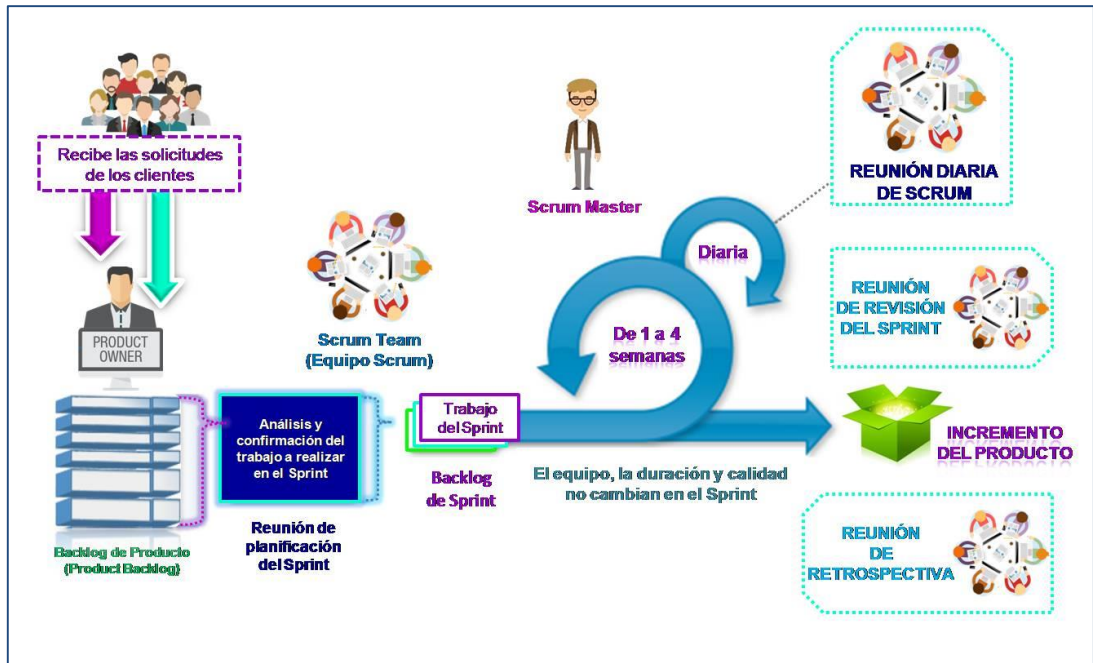 Recibe las solicitudes
de los clientes
PRODUCT
OWNER
Backlog de Producto
(Product Backlog)
Scrum Team
(Equipo Scrum)
Análisis y
confirmación del
trabajo a realizar
en el Sprint
Reunión de
planificación
del Sprint
Trabajo
del Sprint
Backlog
de Sprint
Scrum Master
Diaria
De 1 a 4
semanas
El equipo, la duración y calidad
no cambian en el Sprint
REUNIÓN DIARIA
DE SCRUM
REUNIÓN
DE REVISIÓN
DEL SPRINT
INCREMENTO
DEL PRODUCTO
REUNIÓN
DE
RETROSPECTIVA